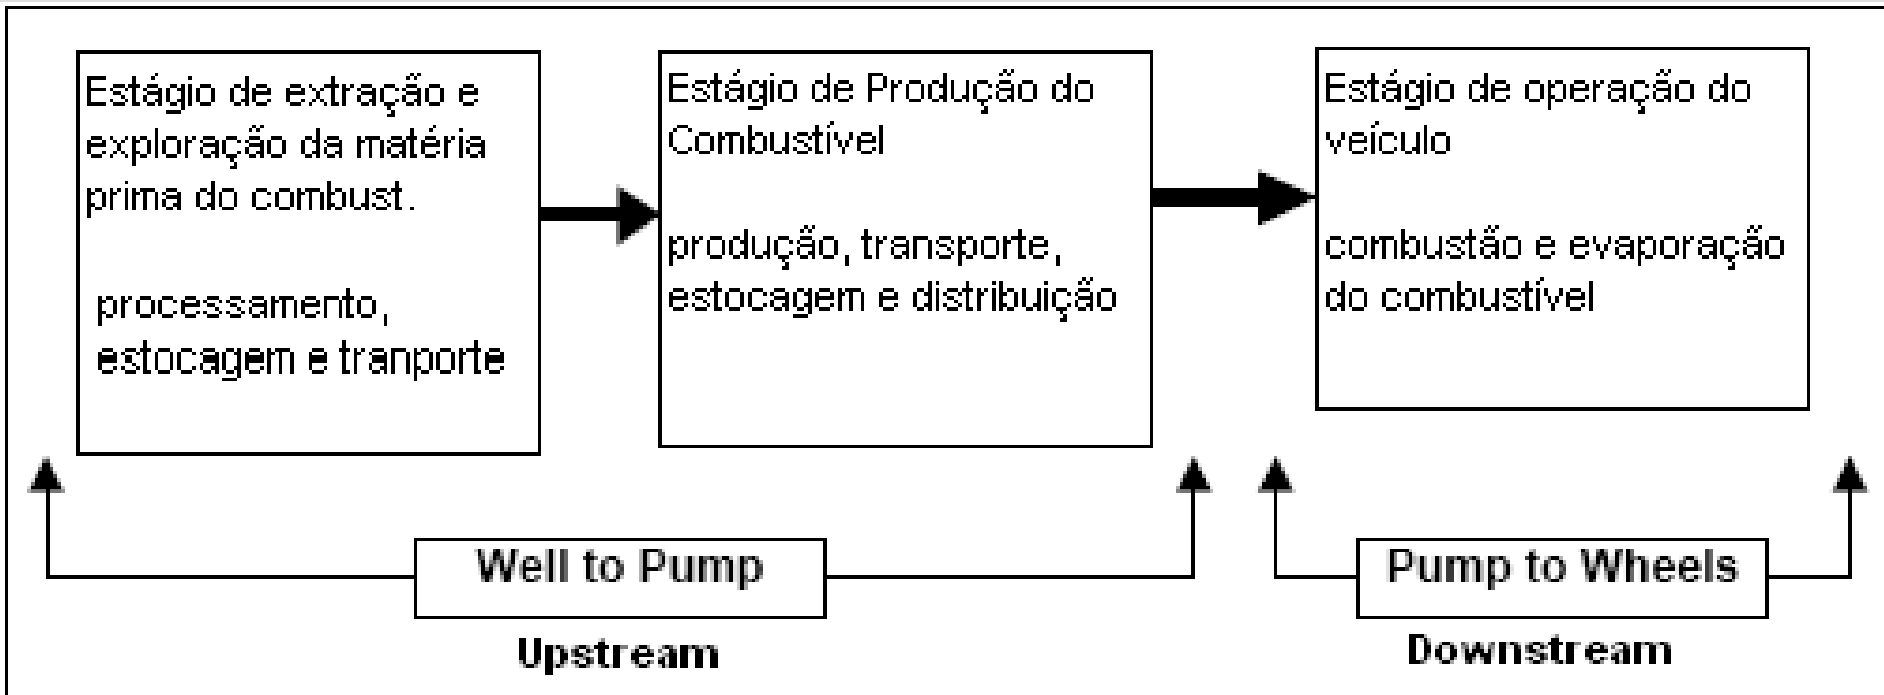 Estágio de extração e
exploração da matéria
prima do combust.
processamento,
estocagem e tranporte
Estágio de Produção do
Combustível
produção, transporte,
estocagem e distribuição
Estágio de operação do
veículo
combustão e evaporação
do combustível
Well to Pump
Upstream
Pump to Wheels
Downstream